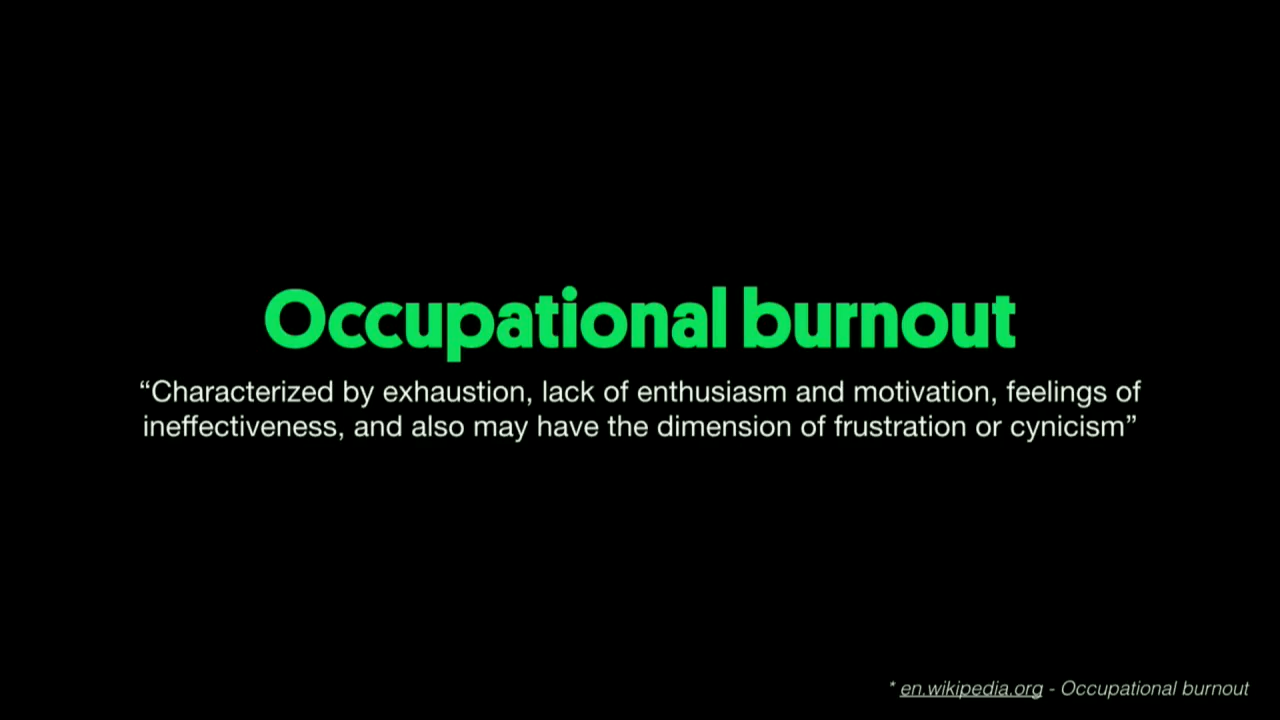 Occupational burnout
“Characterized by exhaustion, lack of enthusiasm and motivation, feelings of
ineffectiveness, and also may have the dimension of frustration or cynicism”
* en.wikipedia.org - Occupational burnout